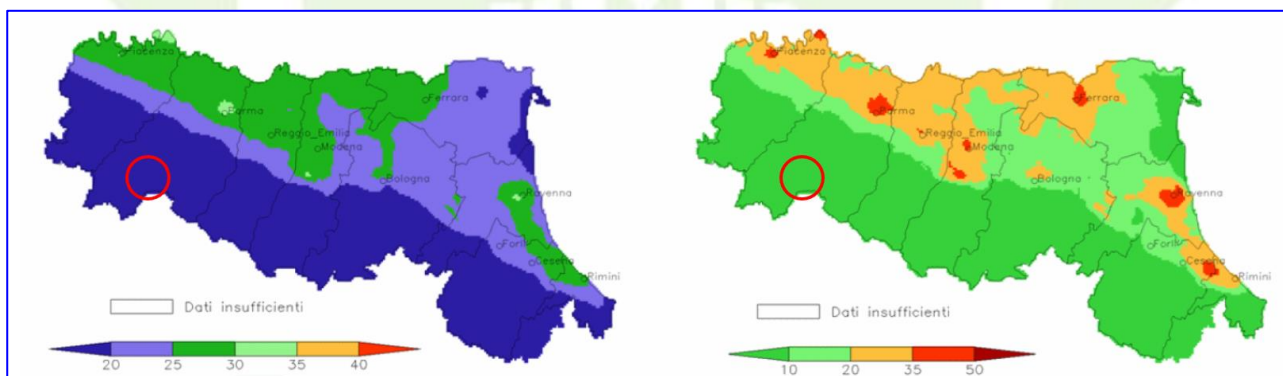 Piacenza
Parma
Reggio_Emilia
Modena
Ferrara
Bologna
Ravenna
Forlì
Cesena
Rimini
Dati insufficienti
20 25 30 35 40
Piacenza
Parma
Reggio_Emilia
Modena
Ferrara
Bologna
Ravenna
Forlì
Cesena
Rimini
Dati insufficienti
10 20 35 50